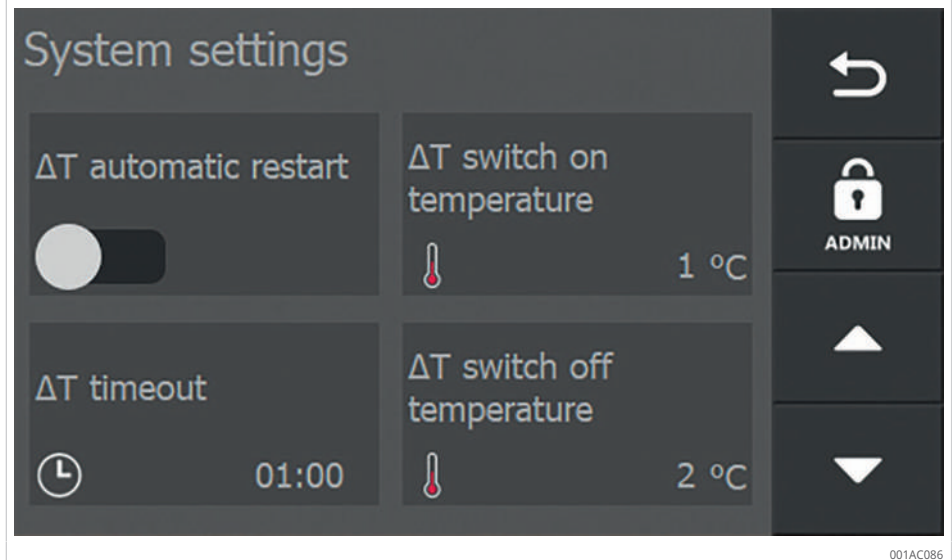 System settings
ΔT automatic restart
ΔT switch on
temperature
1 °C
ΔT timeout
01:00
ΔT switch off
temperature
2 °C
ADMIN
001AC086